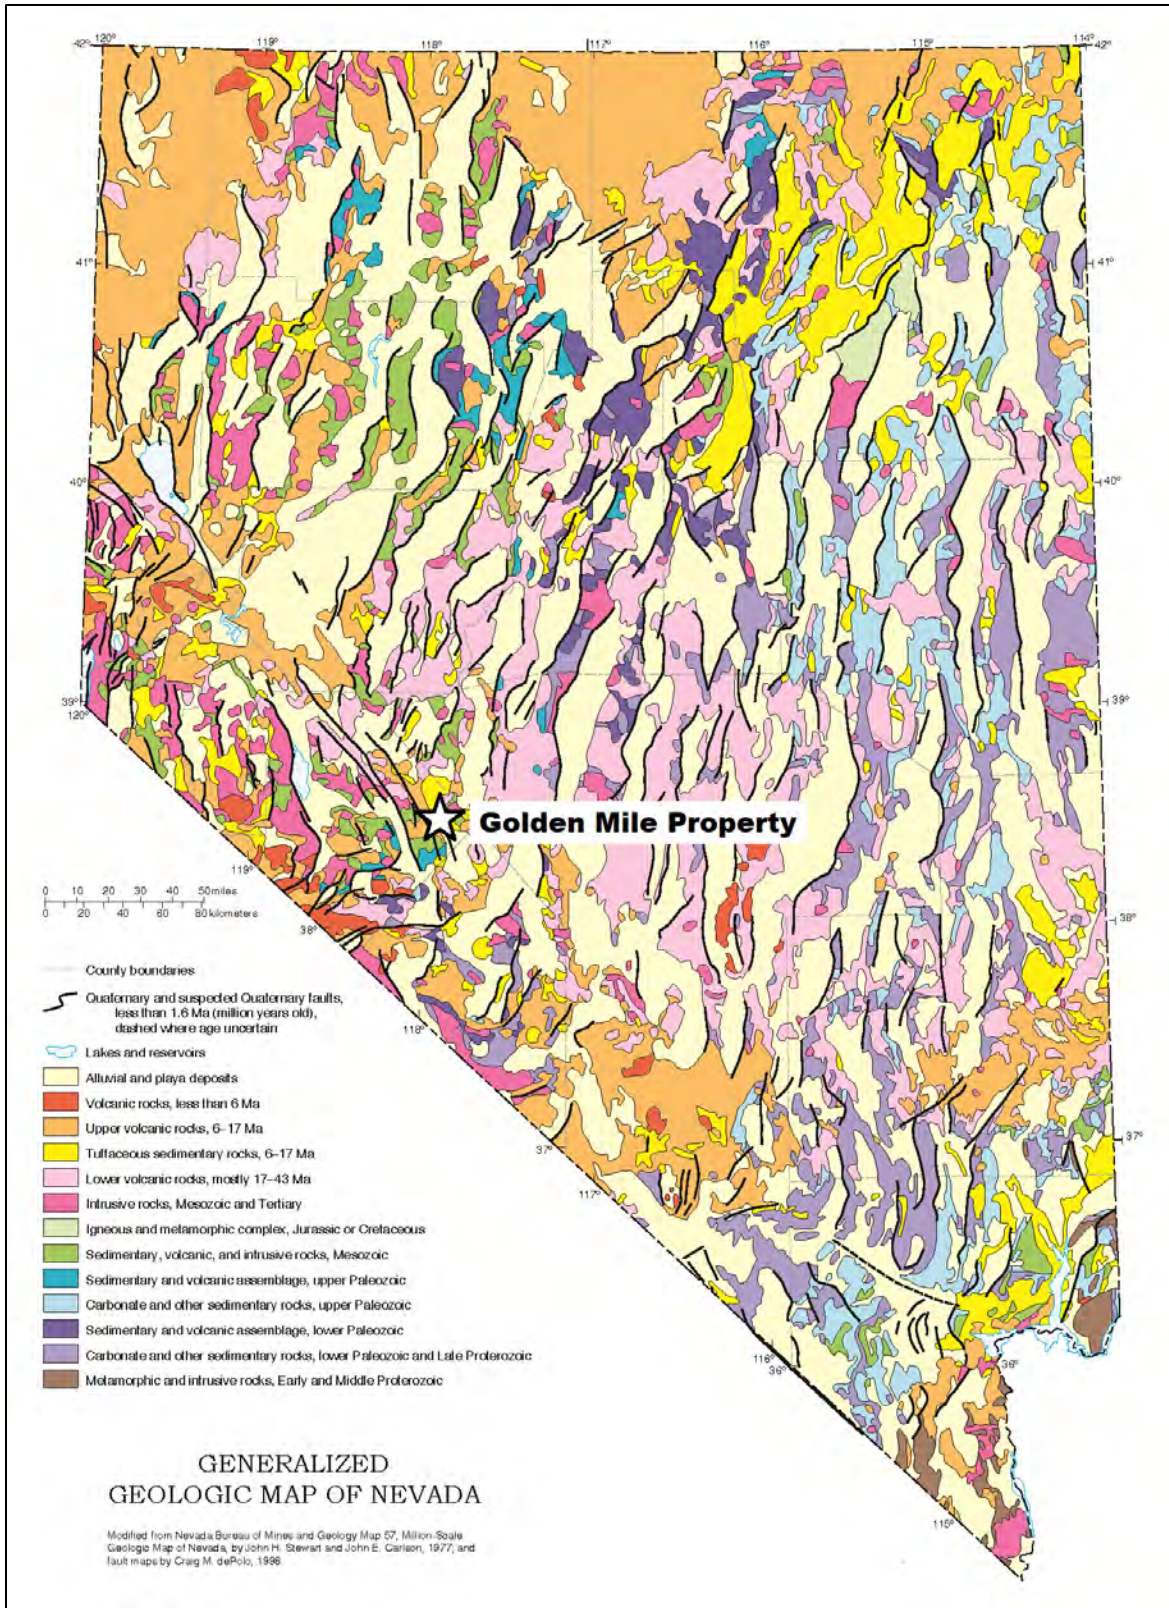 42° 120° 119° 118° 117° 116° 115° 114° 42°
41° 41°
40° 40°
39° 39°
120°
Golden Mile Property
119°
0 10 20 30 40 50 miles
0 20 40 60 80 kilometers
38° 38°
County boundaries
Quaternary and suspected Quaternary faults,
less than 1.6 Ma (million years old),
dashed where age uncertain
118°
Lakes and reservoirs
Alluvial and playa deposits
Volcanic rocks, less than 6 Ma
Upper volcanic rocks, 6–17 Ma
37° 37°
Tuffaceous sedimentary rocks, 6–17 Ma
Lower volcanic rocks, mostly 17–43 Ma
117°
Intrusive rocks, Mesozoic and Tertiary
Igneous and metamorphic complex, Jurassic or Cretaceous
Sedimentary, volcanic, and intrusive rocks, Mesozoic
Sedimentary and volcanic assemblage, upper Paleozoic
Carbonate and other sedimentary rocks, upper Paleozoic
Sedimentary and volcanic assemblage, lower Paleozoic
Carbonate and other sedimentary rocks, lower Paleozoic and Late Proterozoic
116°
36° 36°
Metamorphic and intrusive rocks, Early and Middle Proterozoic
GENERALIZED
GEOLOGIC MAP OF NEVADA
115°
Modified from Nevada Bureau of Mines and Geology Map 57, Million-Scale
Geologic Map of Nevada, by John H. Stewart and John E. Carlson, 1977; and
fault maps by Craig M. dePolo, 1998.